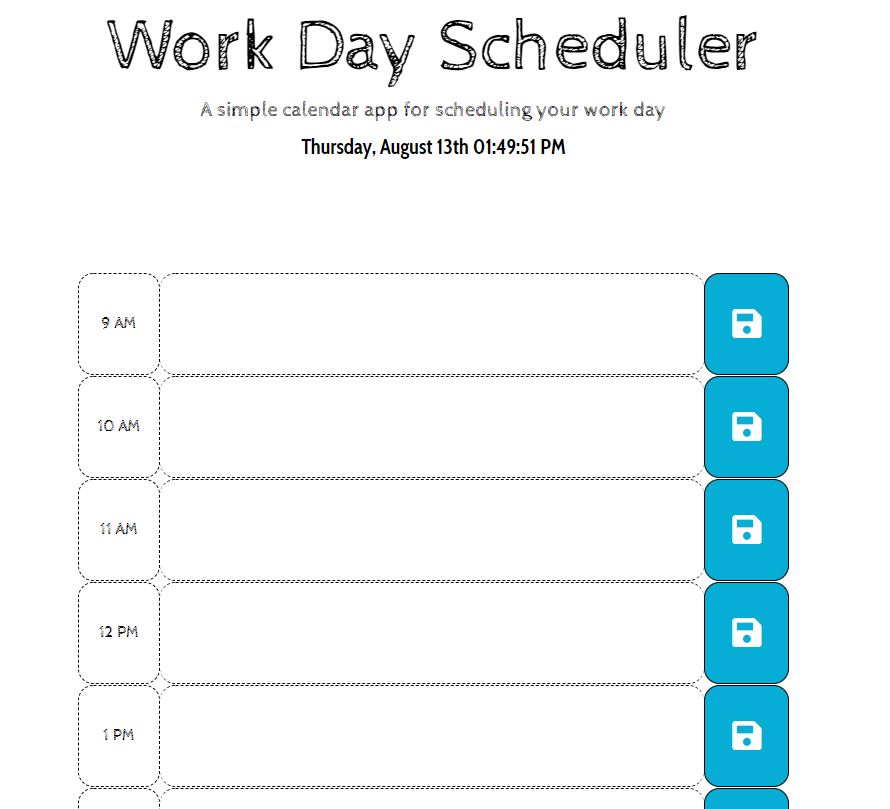 Work Day Scheduler
A simple calendar app for scheduling your work day
Thursday, August 13th 01:49:51 PM
9 AM
10 AM
11 AM
12 PM
1 PM